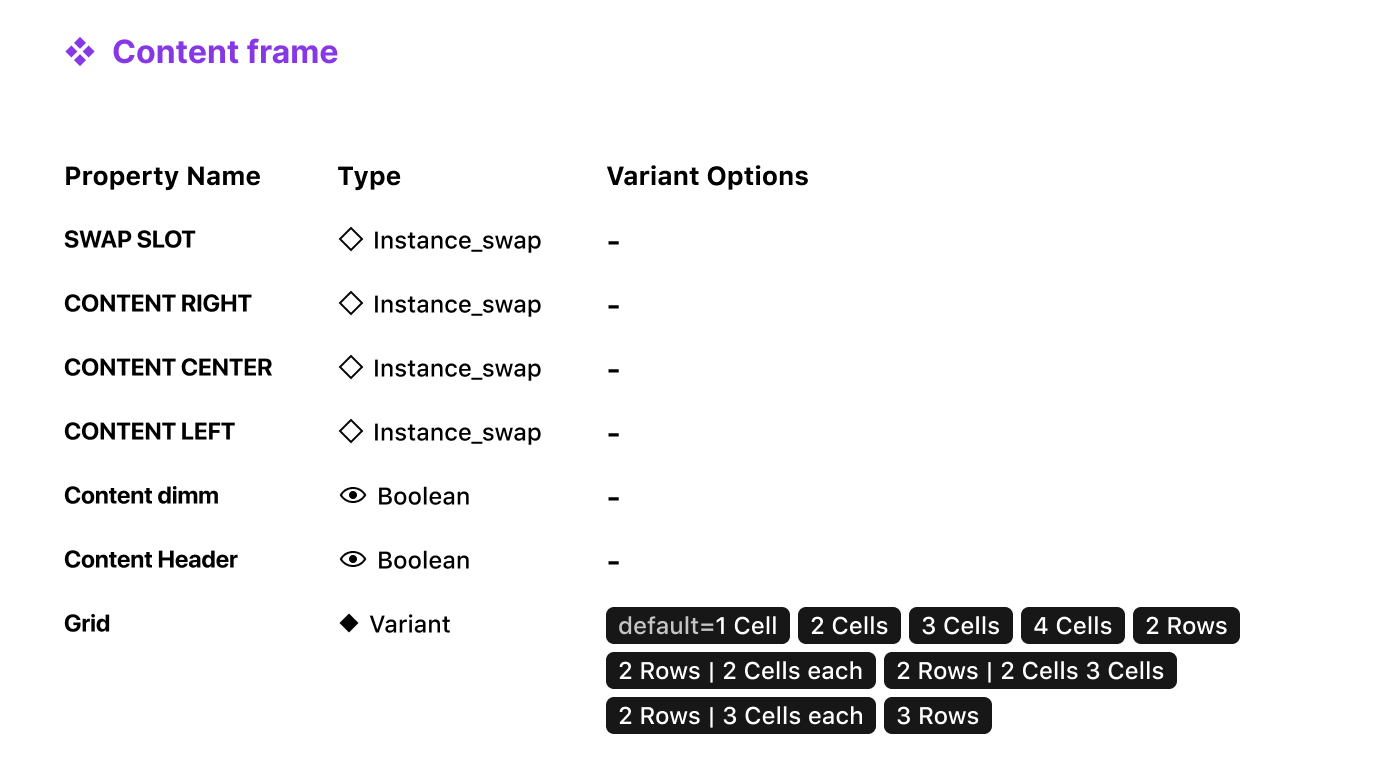 Content frame
Property Name Type Variant Options
SWAP SLOT Instance_swap -
CONTENT RIGHT Instance_swap -
CONTENT CENTER Instance_swap -
CONTENT LEFT Instance_swap -
Content dimm Boolean -
Content Header Boolean -
Grid Variant default=1 Cell 2 Cells 3 Cells 4 Cells 2 Rows
2 Rows | 2 Cells each 2 Rows | 2 Cells 3 Cells
2 Rows | 3 Cells each 3 Rows